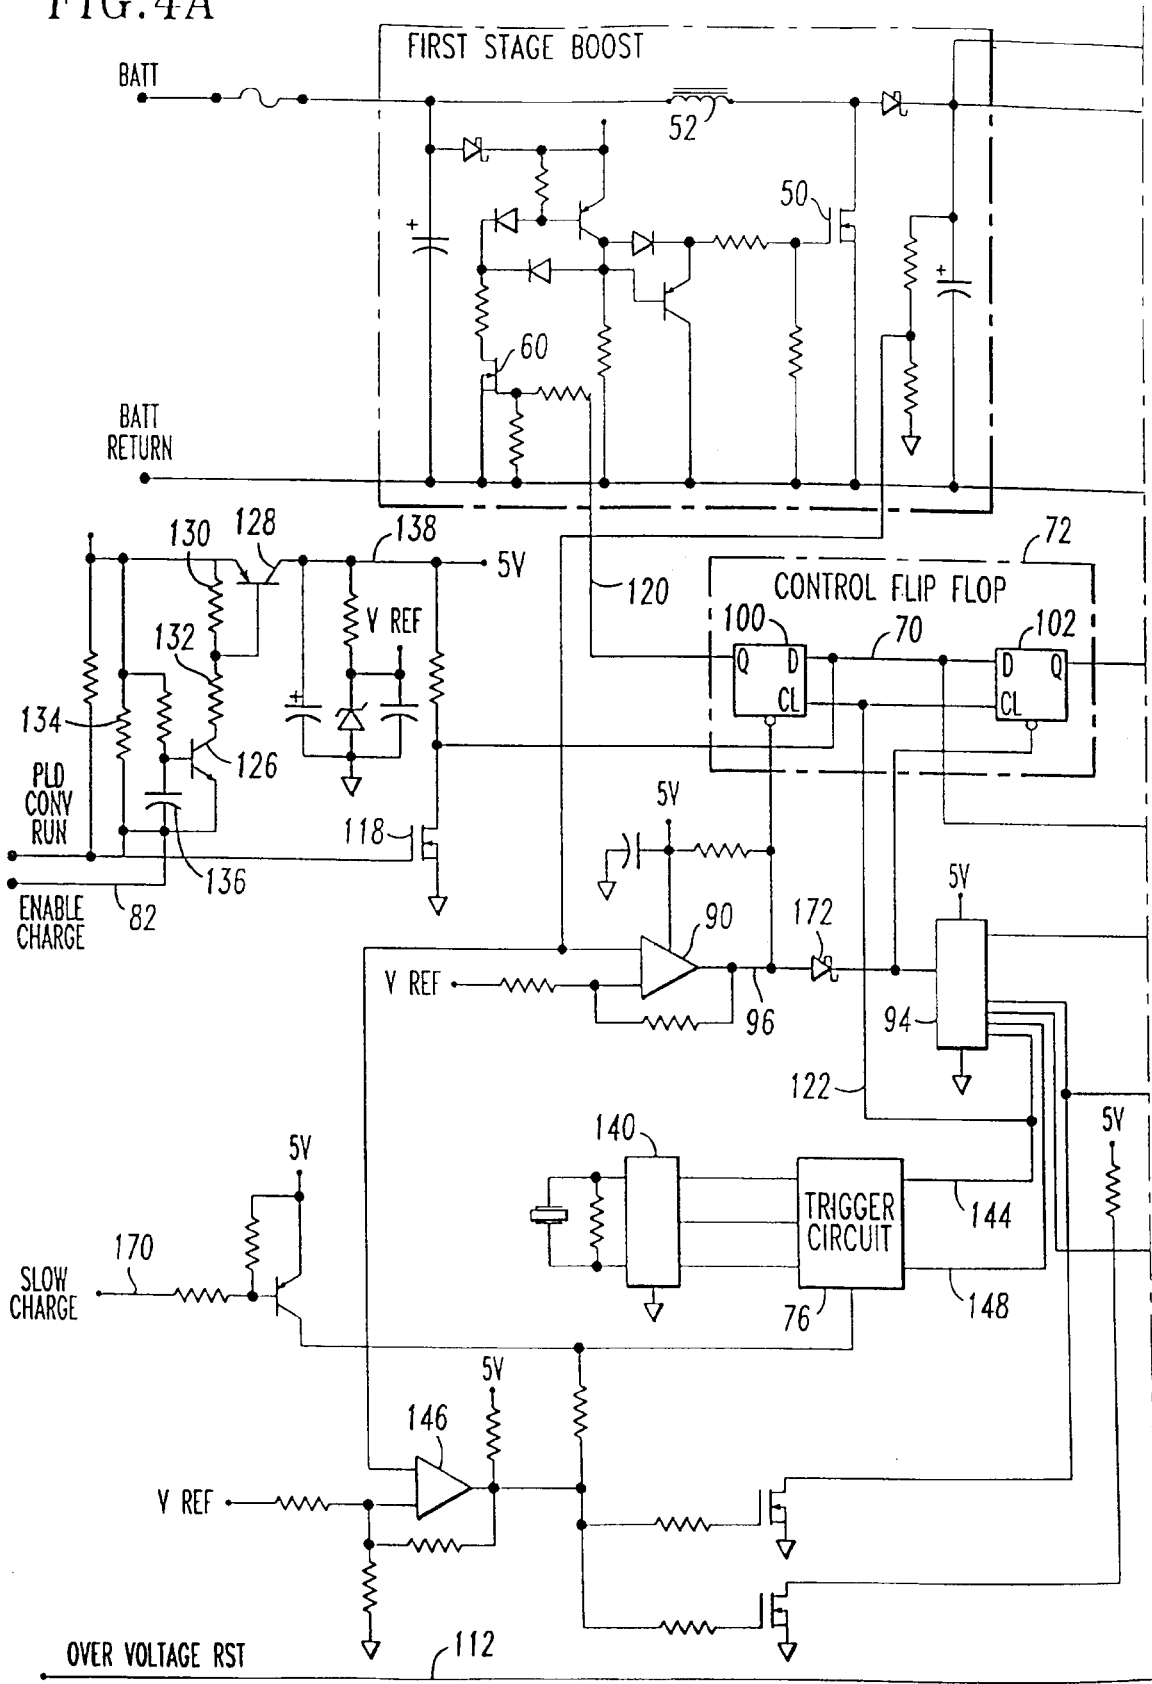 FIG.4A
FIRST STAGE BOOST
BATT
52
50
+
+
60
BATT
RETURN
130
128
138
5V
72
120
CONTROL FLIP FLOP
V REF
132
100
70
102
Q
D
CL
D
Q
CL
+
134
126
PLD
CONV
RUN
118
5V
136
82
ENABLE
CHARGE
90
172
5V
V REF
96
94
122
5V
140
5V
TRIGGER
CIRCUIT
144
170
SLOW
CHARGE
76
148
5V
146
V REF
OVER VOLTAGE RST
112